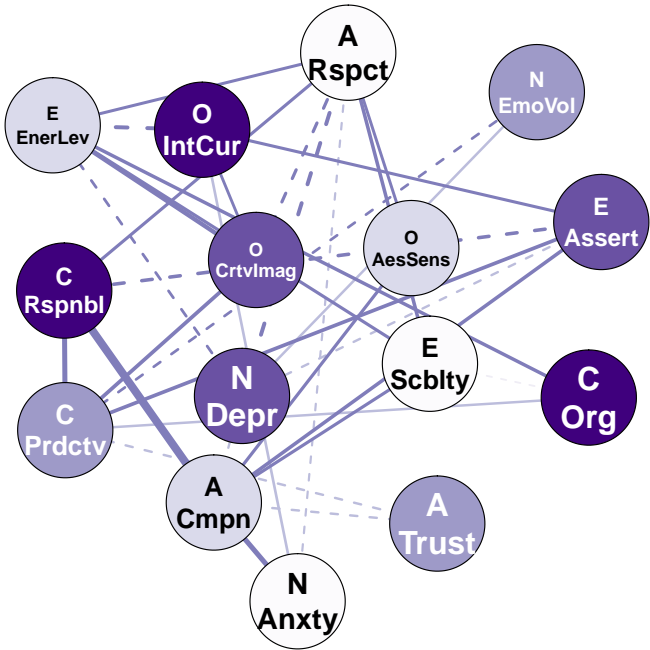 A
Rspct
N
EmoVol
E
EnerLev
O
IntCur
E
Assert
O
CrtvImag
O
AesSens
C
Rspnbl
E
Scblty
N
Depr
C
Org
C
Prdctv
A
Cmpn
A
Trust
N
Anxty